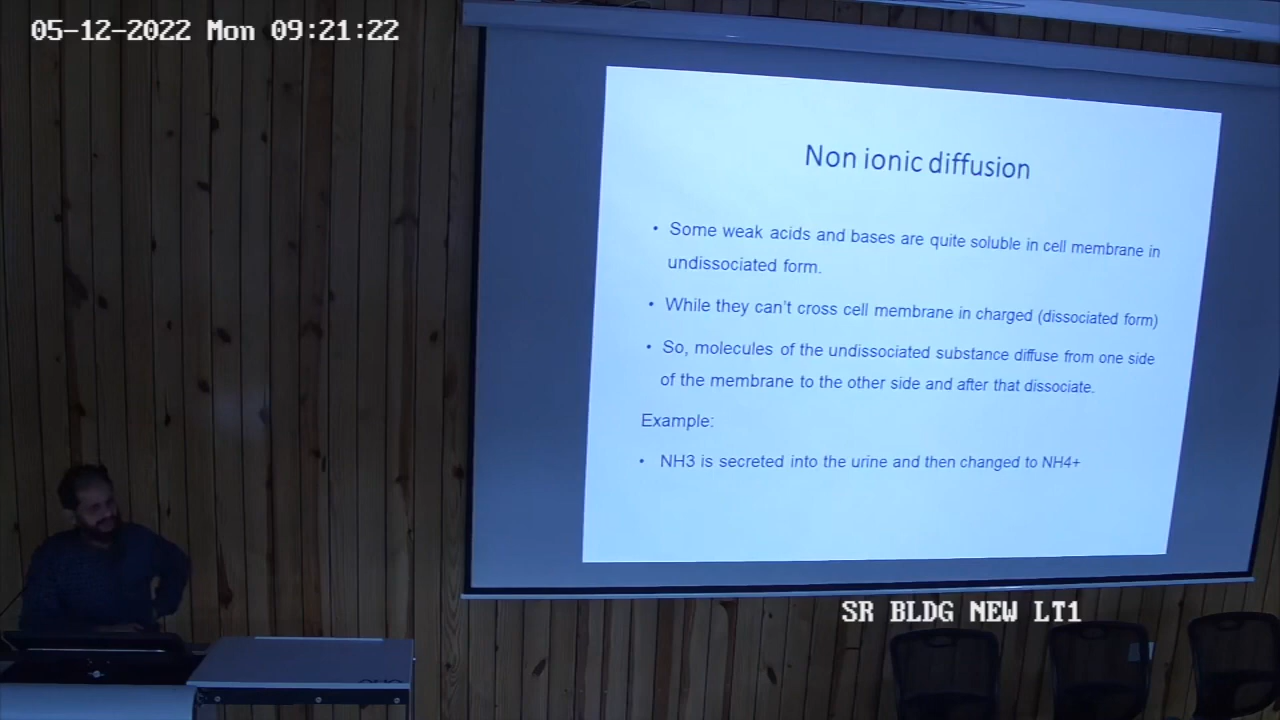 05-12-2022 Mon 09:21:22
Non ionic diffusion
• Some weak acids and bases are quite soluble in cell membrane in
undissociated form.
• While they can't cross cell membrane in charged (dissociated form)
• So, molecules of the undissociated substance diffuse from one side
of the membrane to the other side and after that dissociate.
Example:
• NH3 is secreted into the urine and then changed to NH4+
SR BLDG NEW LT1